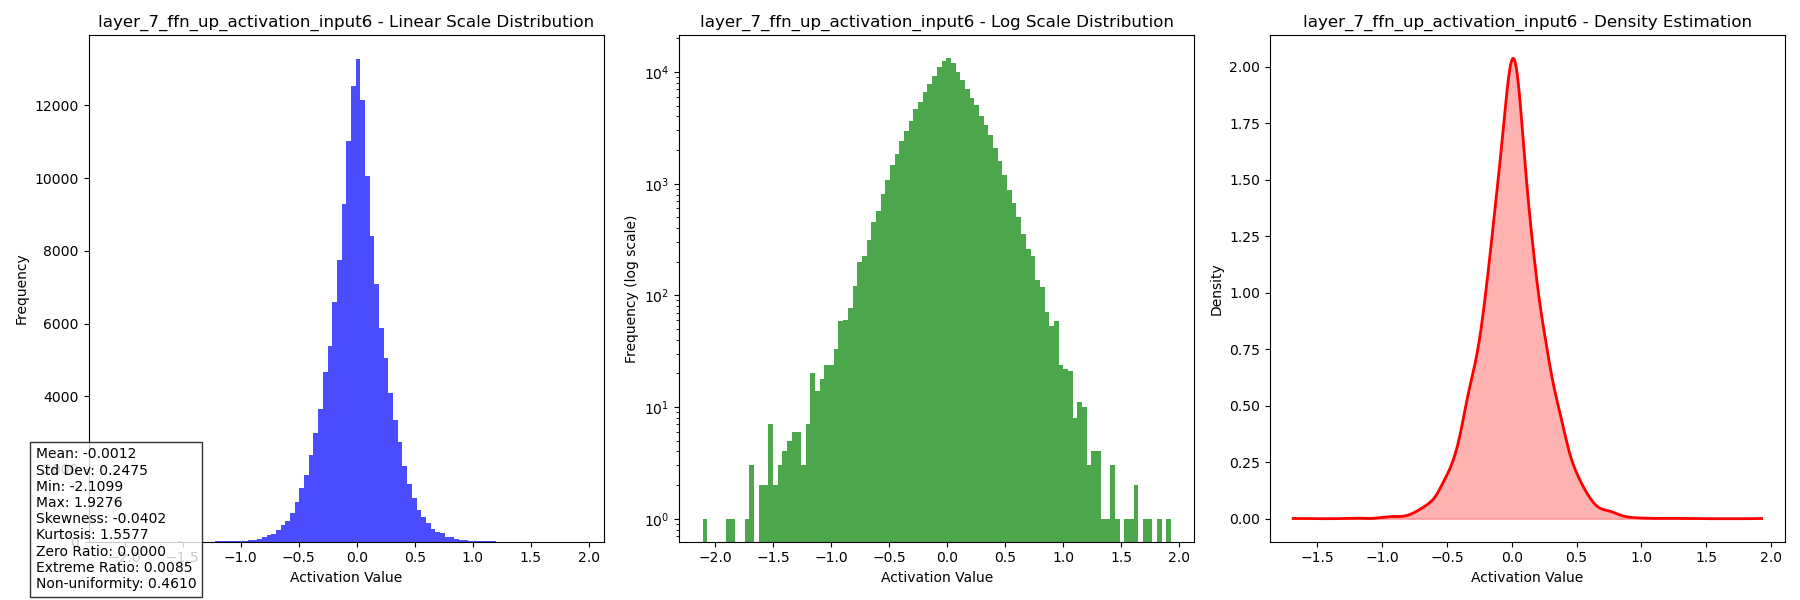 layer_7_ffn_up_activation_input6 - Linear Scale Distribution
Frequency
12000
10000
8000
6000
4000
0
−1.5 −1.0 −0.5 0.0 0.5 1.0 1.5 2.0
Activation Value
Mean: -0.0012
Std Dev: 0.2475
Min: -2.1099
Max: 1.9276
Skewness: -0.0402
Kurtosis: 1.5577
Zero Ratio: 0.0000
Extreme Ratio: 0.0085
Non-uniformity: 0.4610
layer_7_ffn_up_activation_input6 - Log Scale Distribution
Frequency (log scale)
10⁴
10³
10²
10¹
10⁰
−2.0 −1.5 −1.0 −0.5 0.0 0.5 1.0 1.5 2.0
Activation Value
layer_7_ffn_up_activation_input6 - Density Estimation
Density
2.00
1.75
1.50
1.25
1.00
0.75
0.50
0.25
0.00
−1.5 −1.0 −0.5 0.0 0.5 1.0 1.5 2.0
Activation Value